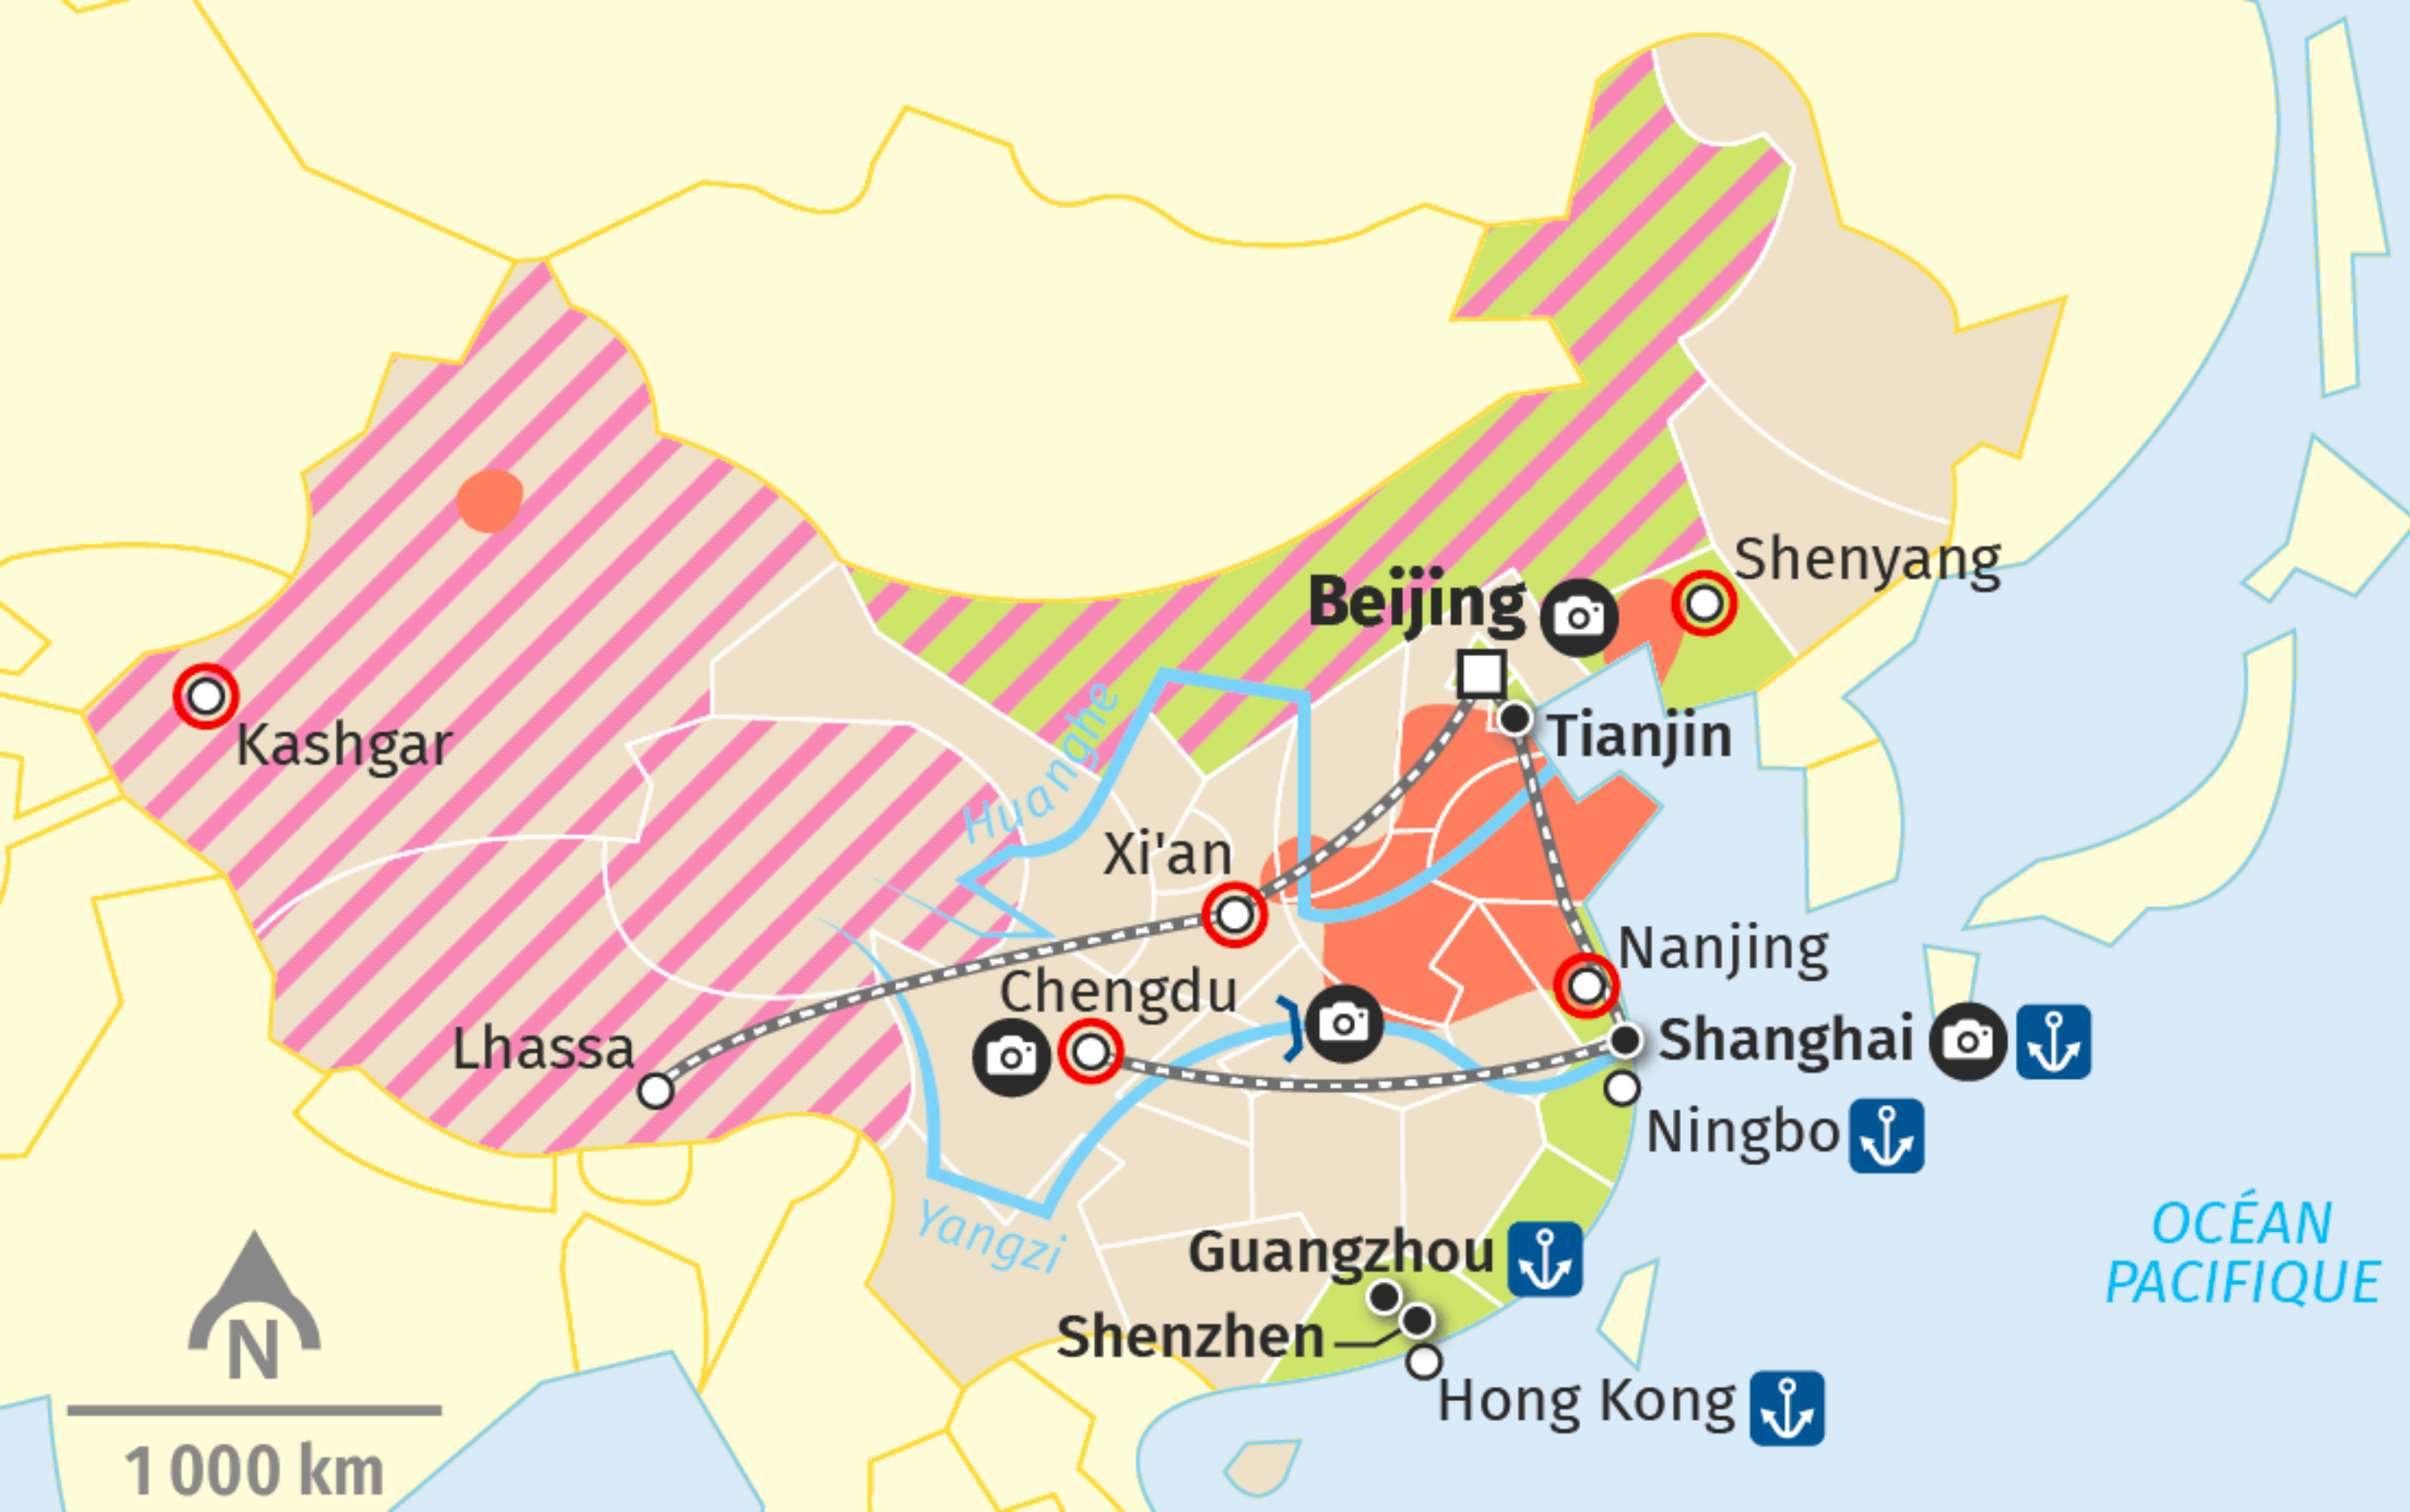 Shenyang
Beijing
Tianjin
Kashgar
Huanghe
Xi'an
Nanjing
Chengdu
Lhassa
Shanghai
Ningbo
Yangzi
OCÉAN
PACIFIQUE
Guangzhou
Shenzhen
Hong Kong
N
1 000 km